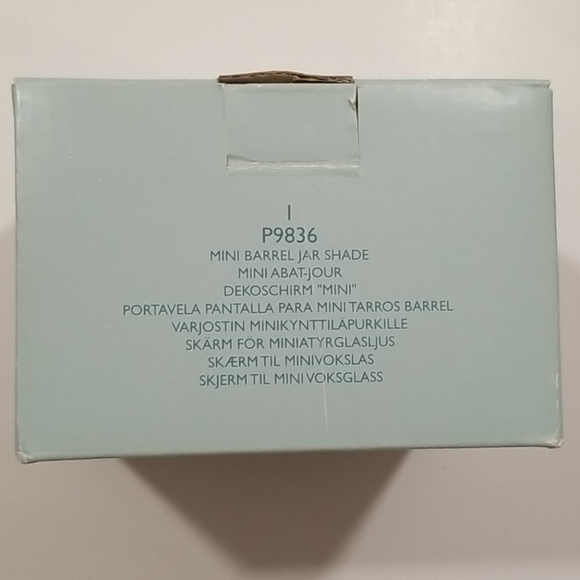 1
P9836
MINI BARREL JAR SHADE
MINI ABAT-JOUR
DEKOSCHIRM "MINI"
PORTAVELA PANTALLA PARA MINI TARROS BARREL
VARJOSTIN MINIKYNTTILÄPURKILLE
SKÄRM FÖR MINIATYRGLASLJUS
SKÆRM TIL MINIVOKSLAS
SKJERM TIL MINI VOKSGLASS